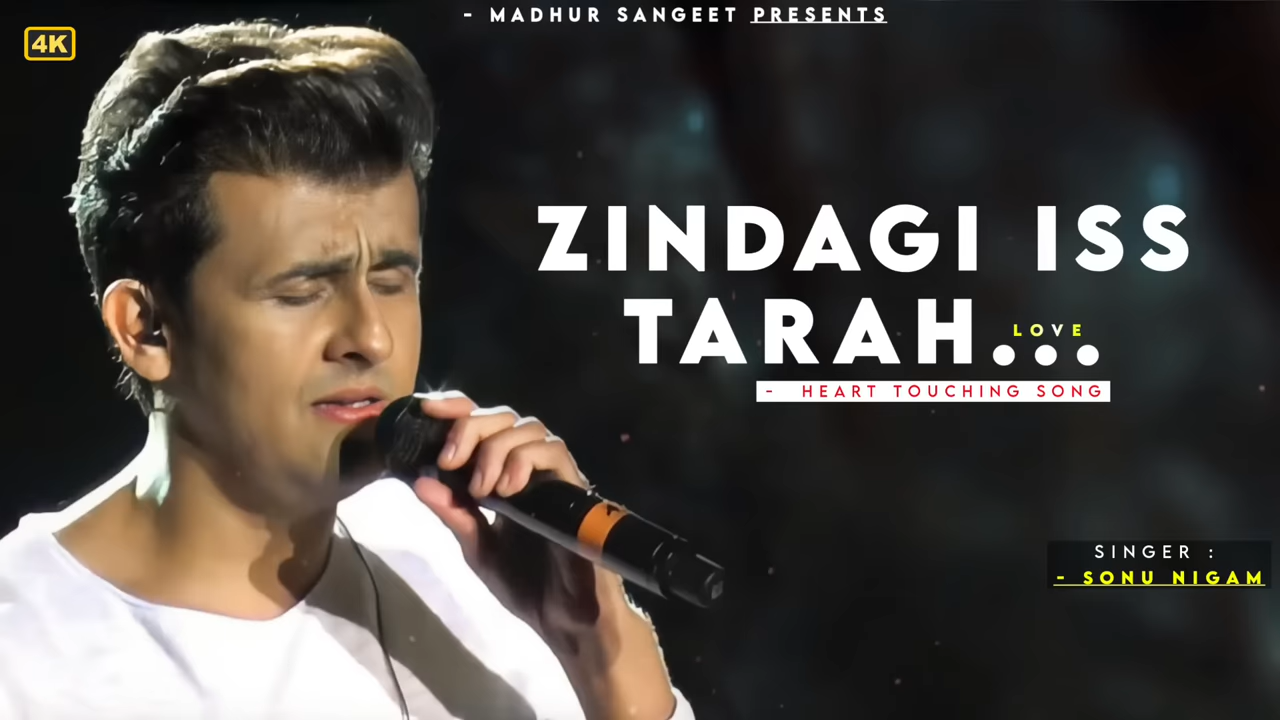 - MADHUR SANGEET PRESENTS
4K
ZINDAGI ISS
TARAH...
LOVE
- HEART TOUCHING SONG
SINGER :
- SONU NIGAM